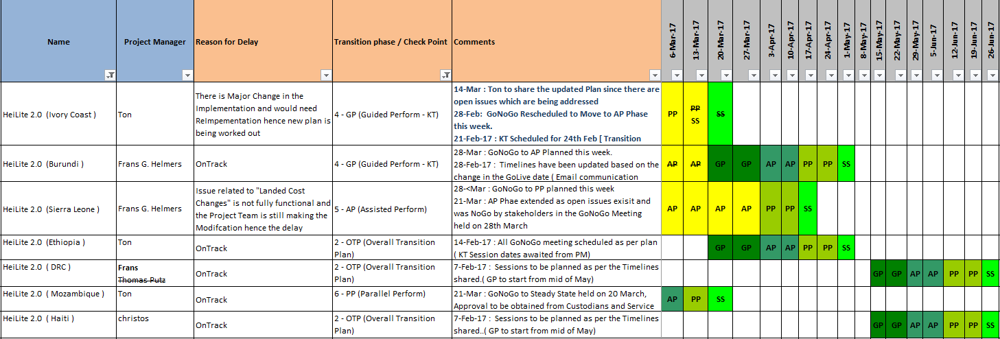 Name Project Manager Reason for Delay Transition phase / Check Point Comments 6-Mar-17 13-Mar-17 20-Mar-17 27-Mar-17 3-Apr-17 10-Apr-17 17-Apr-17 24-Apr-17 1-May-17 8-May-17 15-May-17 22-May-17 29-May-17 5-Jun-17 12-Jun-17 19-Jun-17 26-Jun-17
HeiLite 2.0 (Ivory Coast )
Ton
There is Major Change in the
Implementation and would need
ReImpementation hence new plan is
being worked out
4 - GP (Guided Perform - KT)
14-Mar : Ton to share the updated Plan since there are
open issues which are being addressed
28-Feb: GoNoGo Rescheduled to Move to AP Phase
this week.
21-Feb-17 : KT Scheduled for 24th Feb [ Transition
PP PP SS
SS
HeiLite 2.0 (Burundi )
Frans G. Helmers
OnTrack
4 - GP (Guided Perform - KT)
28-Mar : GoNoGo to AP Planned this week.
28-Feb-17 : Timelines have been updated based on the
change in the GoLive date ( Email communication
AP AP GP GP AP AP PP PP SS
HeiLite 2.0 (Sierra Leone )
Frans G. Helmers
Issue related to "Landed Cost
Changes" is not fully functional and
the Project Team is still making the
Modifcation hence the delay
5 - AP (Assisted Perform)
28-<Mar : GoNoGo to PP planned this week
21-Mar : AP Phae extended as open issues exisit and
was NoGo by stakeholders in the GoNoGo Meeting
held on 28th March
AP AP AP AP PP PP SS
HeiLite 2.0 (Ethiopia )
Ton
OnTrack
2 - OTP (Overall Transition
Plan)
14-Feb-17 : All GoNoGo meeting scheduled as per plan
( KT Session dates awaited from PM)
GP GP AP AP PP PP SS
HeiLite 2.0 ( DRC )
Frans
Thomas Putz
OnTrack
2 - OTP (Overall Transition
Plan)
7-Feb-17 : Sessions to be planned as per the Timelines
shared.( GP to start from mid of May)
GP GP AP AP PP PP SS
HeiLite 2.0 ( Mozambique )
Ton
OnTrack
6 - PP (Parallel Perform)
21-Mar : GoNoGo to Steady State held on 20 March,
Approval to be obtained from Custodians and Service
AP PP SS
HeiLite 2.0 ( Haiti )
christos
OnTrack
2 - OTP (Overall Transition
Plan)
7-Feb-17 : Sessions to be planned as per the Timelines
shared..( GP to start from mid of May)
GP GP AP AP PP PP SS